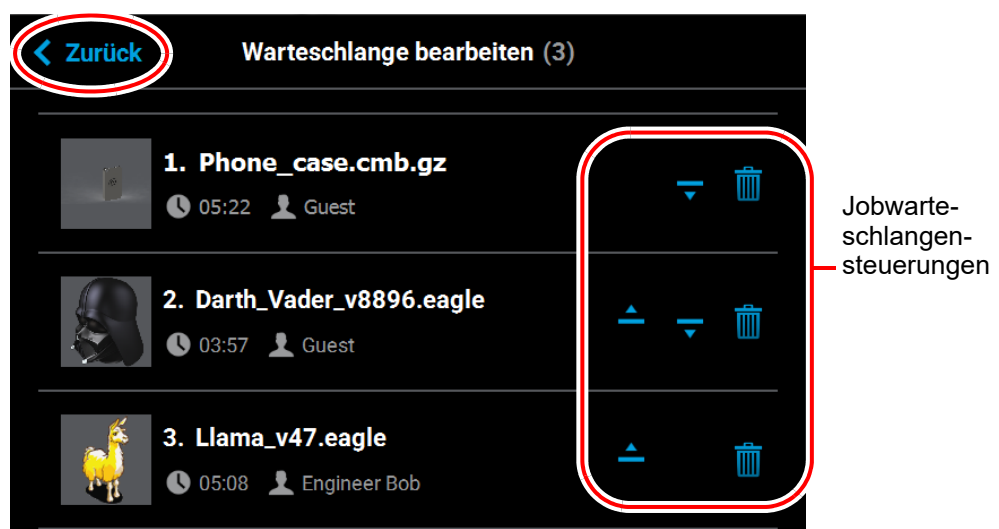 Zurück
Warteschlange bearbeiten (3)
1. Phone_case.cmb.gz
05:22 Guest
2. Darth_Vader_v8896.eagle
03:57 Guest
3. Llama_v47.eagle
05:08 Engineer Bob
Jobwarte-
schlangen-
steuerungen